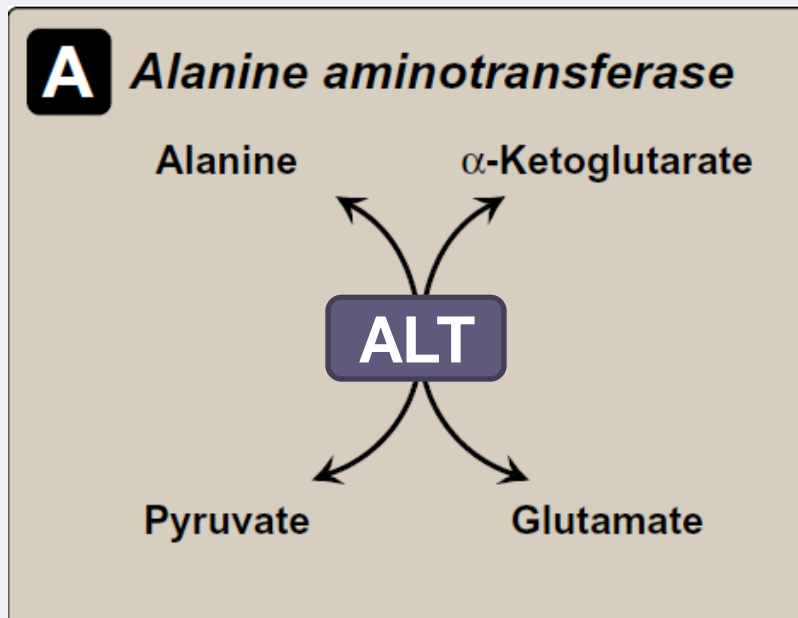 A Alanine aminotransferase
Alanine α-Ketoglutarate
ALT
Pyruvate Glutamate